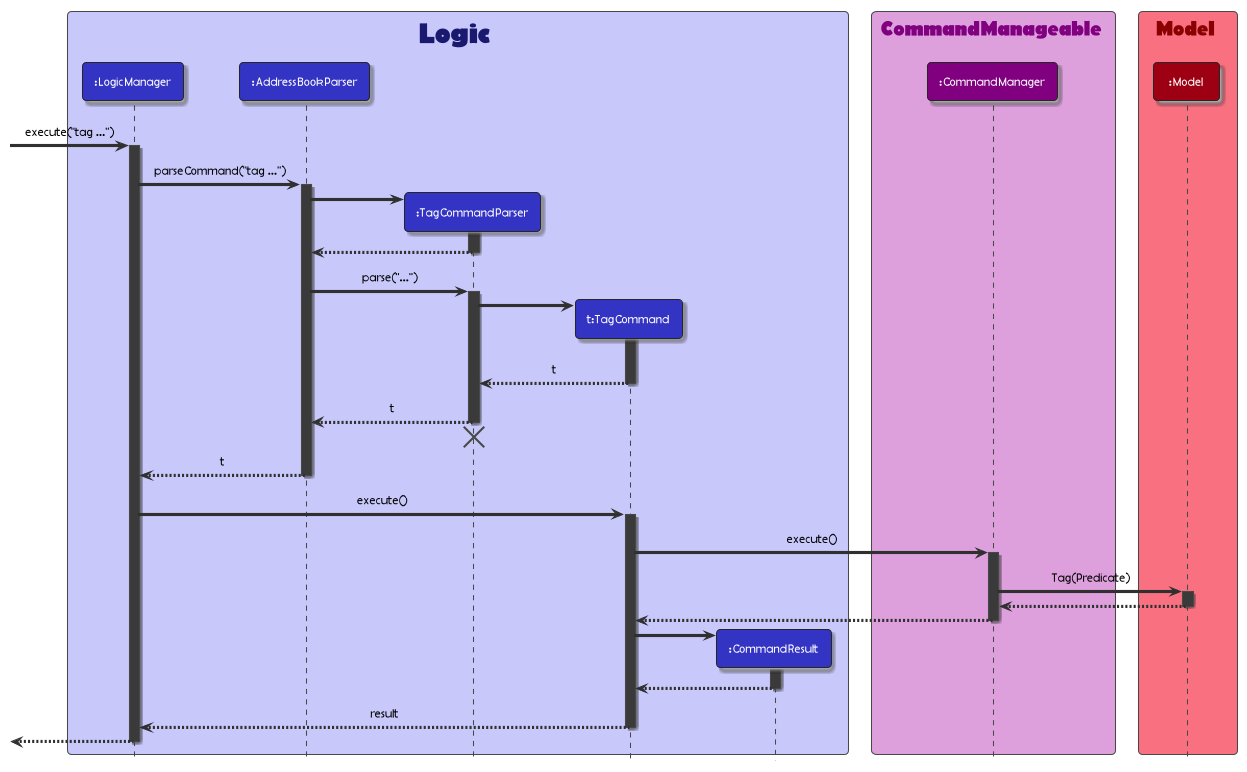 Logic
CommandManageable
Model
:LogicManager
:AddressBookParser
:CommandManager
:Model
execute("tag ...")
parseCommand("tag ...")
:TagCommandParser
parse("...")
t:TagCommand
t
t
t
execute()
execute()
Tag(Predicate)
:CommandResult
result